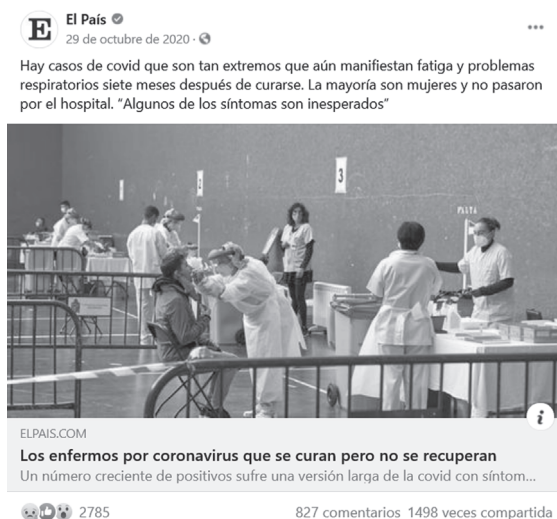 El País
29 de octubre de 2020 ·
Hay casos de covid que son tan extremos que aún manifiestan fatiga y problemas
respiratorios siete meses después de curarse. La mayoría son mujeres y no pasaron
por el hospital. “Algunos de los síntomas son inesperados”
3
ELPAIS.COM
Los enfermos por coronavirus que se curan pero no se recuperan
Un número creciente de positivos sufre una versión larga de la covid con síntom...
2785 827 comentarios 1498 veces compartida